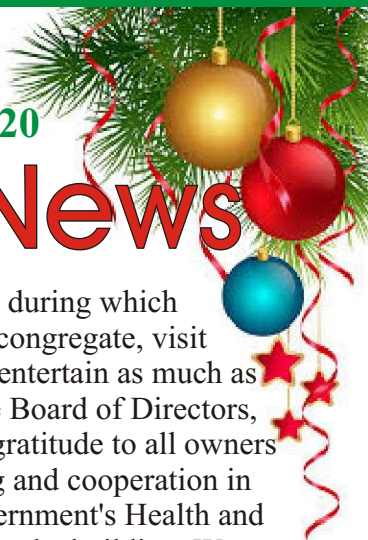 20
News
during which
congregate, visit
entertain as much as
Board of Directors,
gratitude to all owners
and cooperation in
Health and